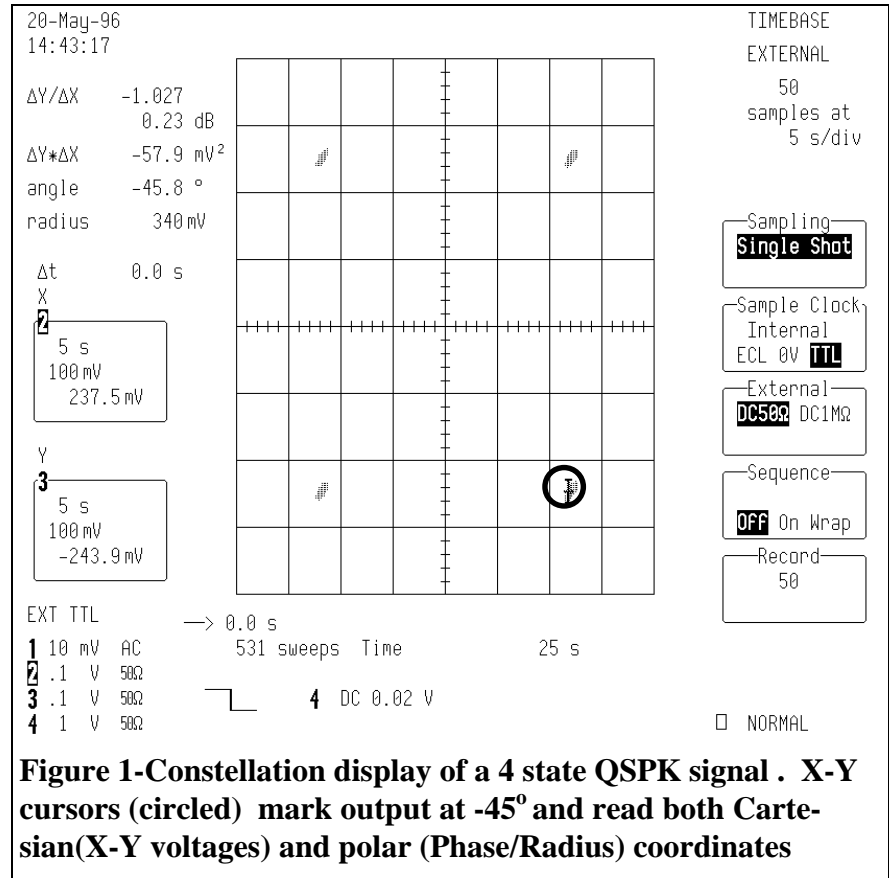 20-May-96
14:43:17
ΔY/ΔX -1.027
0.23 dB
ΔY*ΔX -57.9 mV²
angle -45.8 °
radius 340 mV
Δt 0.0 s
X
2
5 s
100 mV
237.5 mV
Y
3
5 s
100 mV
-243.9 mV
EXT TTL
1 10 mV AC
2 .1 V 50Ω
3 .1 V 50Ω
4 1 V 50Ω
→ 0.0 s
531 sweeps Time 25 s
4 DC 0.02 V
TIMEBASE
EXTERNAL
50
samples at
5 s/div
Sampling
Single Shot
Sample Clock
Internal
ECL 0V TTL
External
DC50Ω DC1MΩ
Sequence
Off On Wrap
Record
50
□ NORMAL
Figure 1-Constellation display of a 4 state QSPK signal . X-Y
cursors (circled) mark output at -45° and read both Carte-
sian(X-Y voltages) and polar (Phase/Radius) coordinates